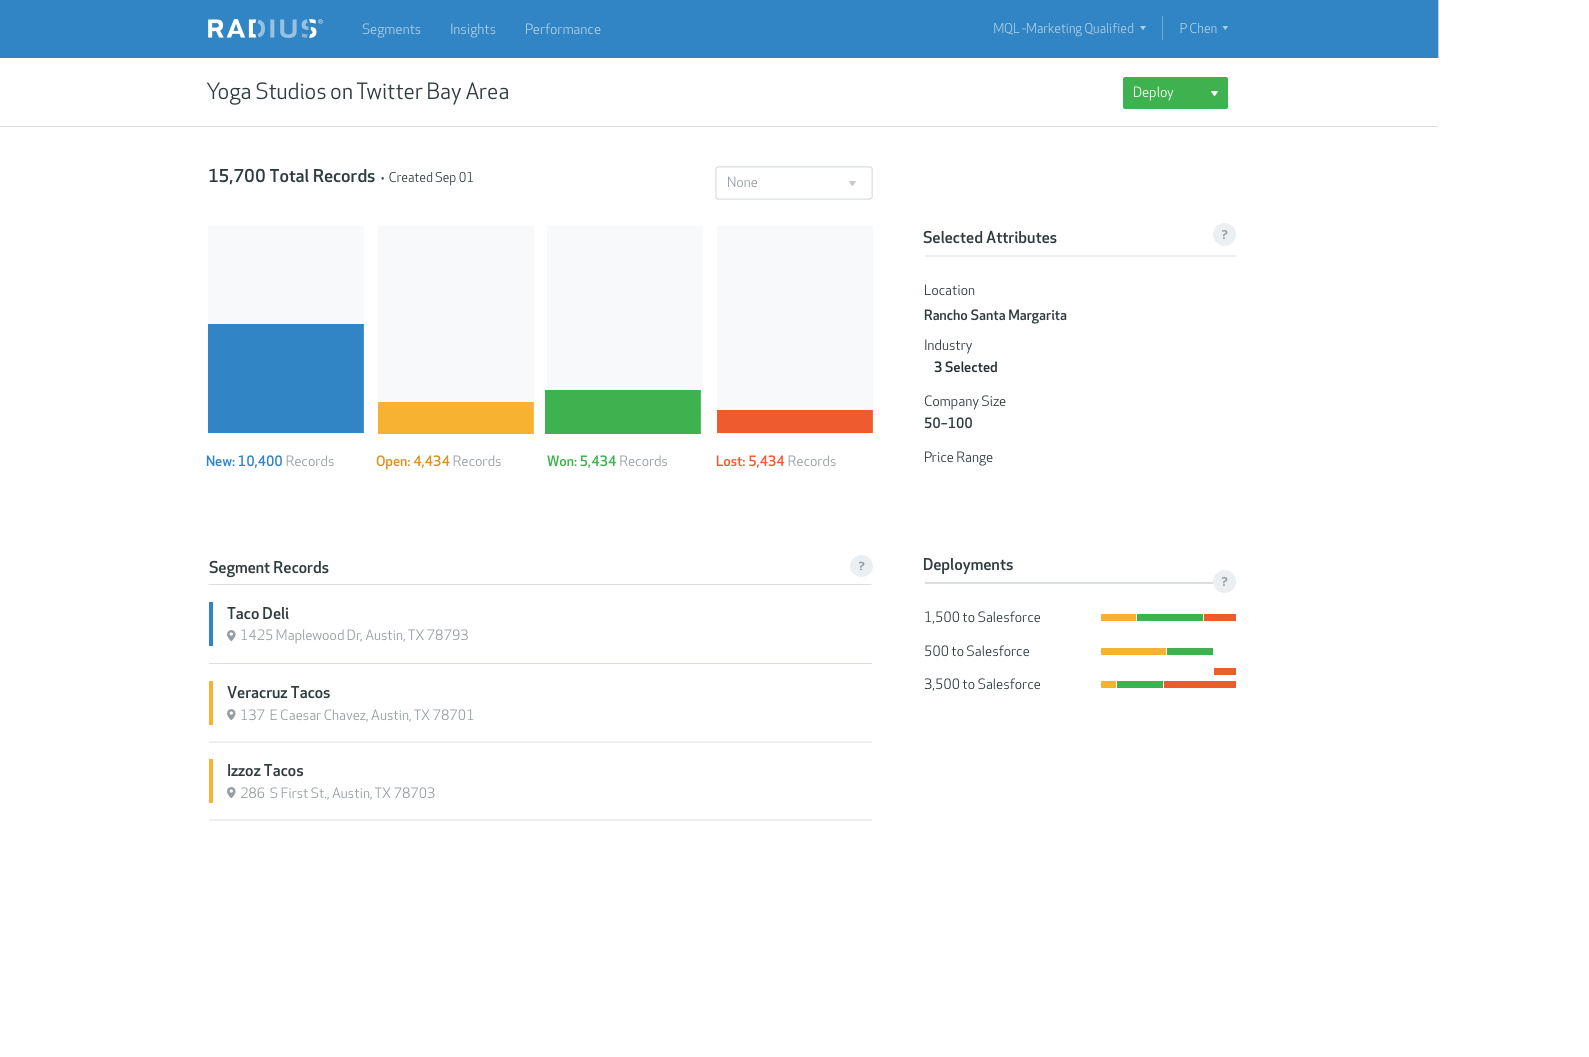 RADIUS®
Segments Insights Performance
MQL -Marketing Qualified
P Chen
Yoga Studios on Twitter Bay Area
Deploy
15,700 Total Records • Created Sep 01
None
New: 10,400 Records
Open: 4,434 Records
Won: 5,434 Records
Lost: 5,434 Records
Selected Attributes
?
Location
Rancho Santa Margarita
Industry
3 Selected
Company Size
50–100
Price Range
Segment Records
?
Taco Deli
1425 Maplewood Dr, Austin, TX 78793
Veracruz Tacos
137 E Caesar Chavez, Austin, TX 78701
Izzoz Tacos
286 S First St., Austin, TX 78703
Deployments
?
1,500 to Salesforce
500 to Salesforce
3,500 to Salesforce